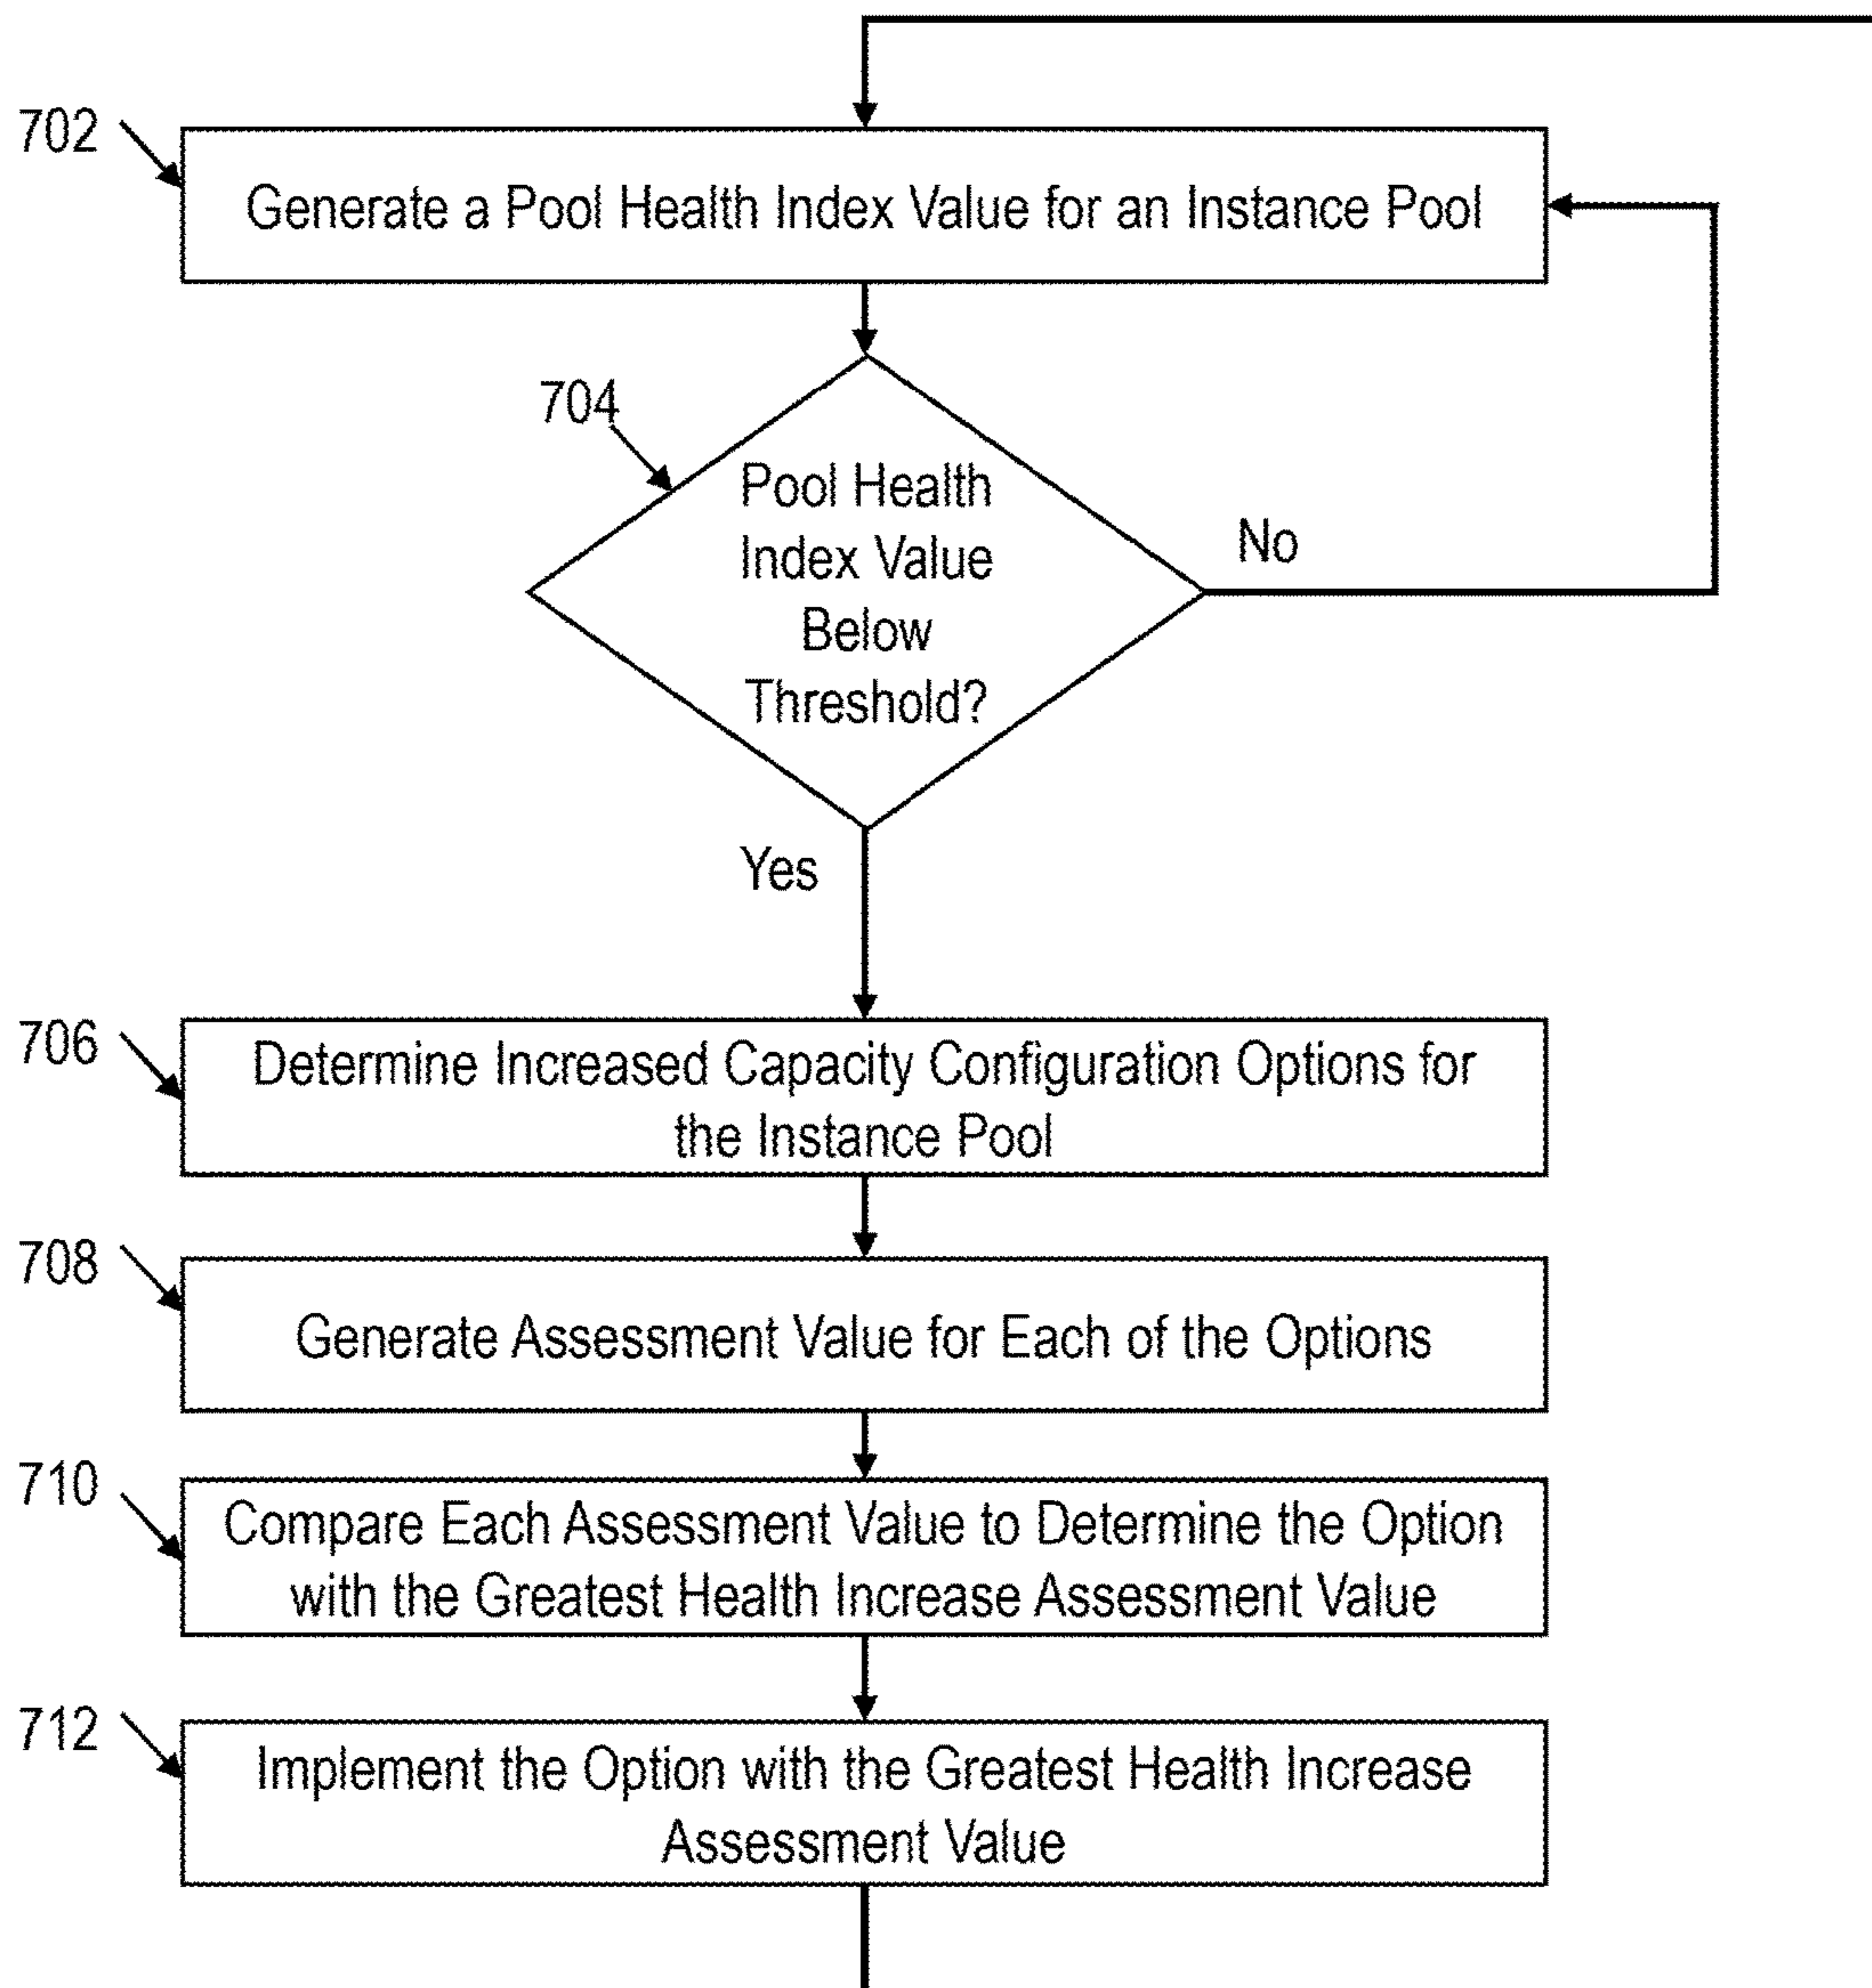 702
Generate a Pool Health Index Value for an Instance Pool
704
Pool Health
Index Value
Below
Threshold?
No
Yes
706
Determine Increased Capacity Configuration Options for
the Instance Pool
708
Generate Assessment Value for Each of the Options
710
Compare Each Assessment Value to Determine the Option
with the Greatest Health Increase Assessment Value
712
Implement the Option with the Greatest Health Increase
Assessment Value